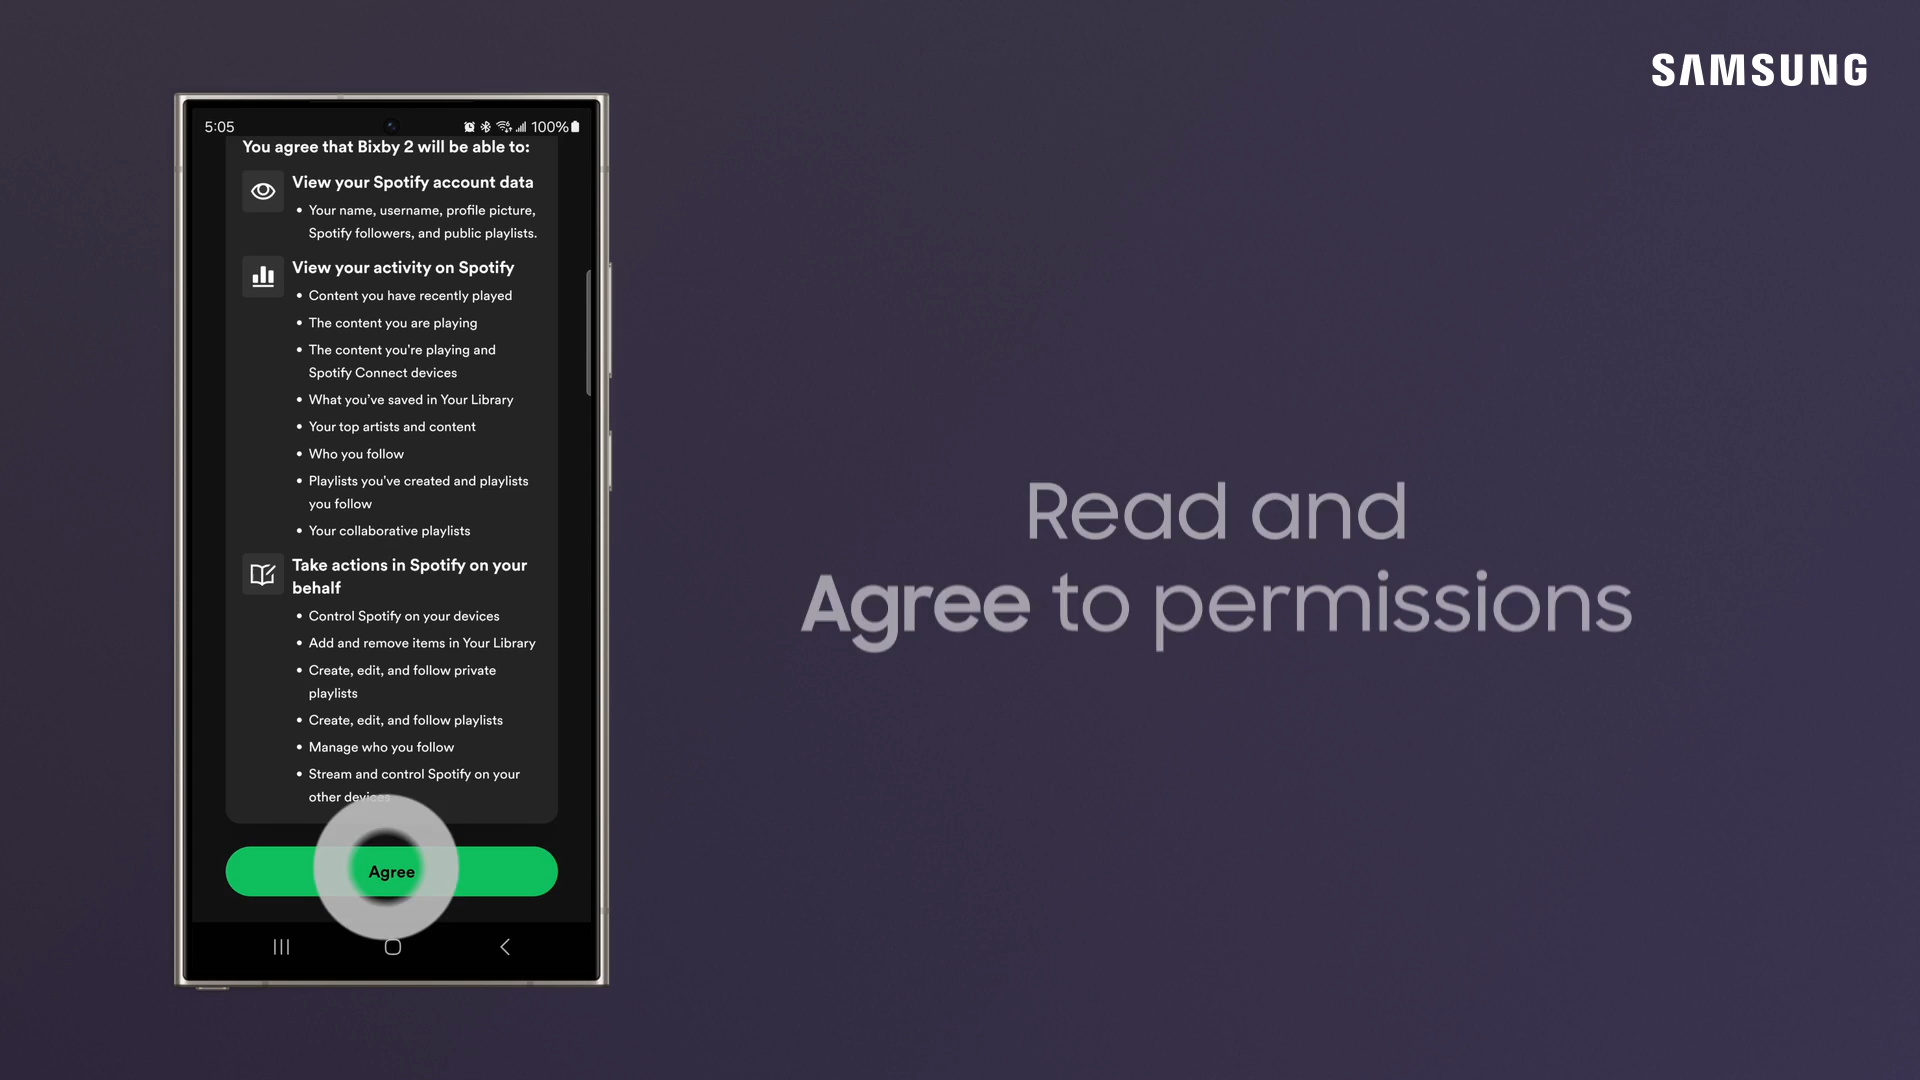 SAMSUNG
5:05
100%
You agree that Bixby 2 will be able to:
View your Spotify account data
• Your name, username, profile picture,
Spotify followers, and public playlists.
View your activity on Spotify
• Content you have recently played
• The content you are playing
• The content you're playing and
Spotify Connect devices
• What you've saved in Your Library
• Your top artists and content
• Who you follow
• Playlists you've created and playlists
you follow
• Your collaborative playlists
Take actions in Spotify on your
behalf
• Control Spotify on your devices
• Add and remove items in Your Library
• Create, edit, and follow private
playlists
• Create, edit, and follow playlists
• Manage who you follow
• Stream and control Spotify on your
other devices
Agree
Read and
Agree to permissions